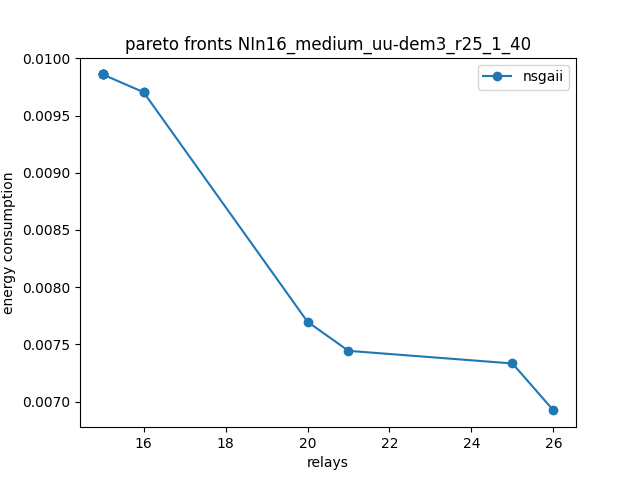 pareto fronts NIn16_medium_uu-dem3_r25_1_40
nsgaii
energy consumption
0.0100
0.0095
0.0090
0.0085
0.0080
0.0075
0.0070
16 18 20 22 24 26
relays